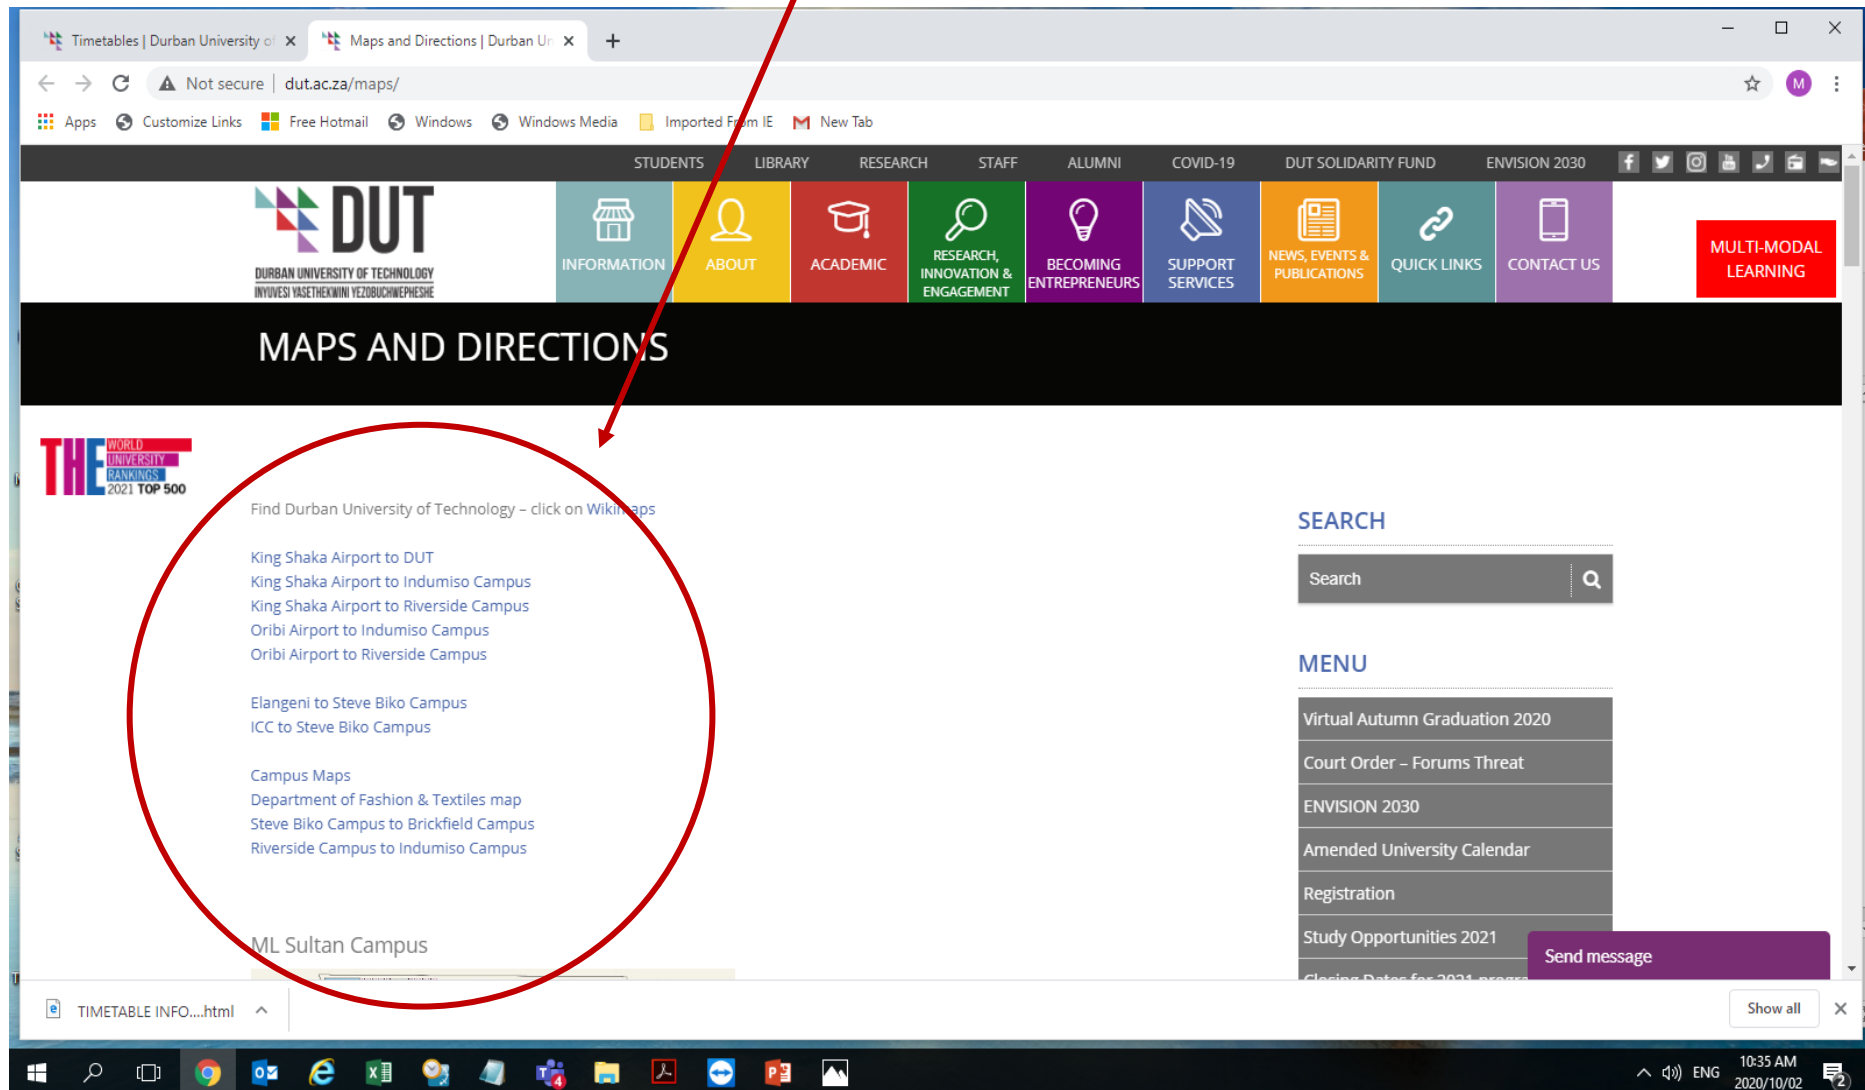 Timetables | Durban University of
Maps and Directions | Durban Un
Not secure | dut.ac.za/maps/
M
Apps Customize Links Free Hotmail Windows Windows Media Imported From IE New Tab
STUDENTS LIBRARY RESEARCH STAFF ALUMNI COVID-19 DUT SOLIDARITY FUND ENVISION 2030
DUT
DURBAN UNIVERSITY OF TECHNOLOGY
INYUVESI YASETHEKWINI YEZOBUCHWEPHESHE
INFORMATION
ABOUT
ACADEMIC
RESEARCH,
INNOVATION &
ENGAGEMENT
BECOMING
ENTREPRENEURS
SUPPORT
SERVICES
NEWS, EVENTS &
PUBLICATIONS
QUICK LINKS
CONTACT US
MULTI-MODAL
LEARNING
MAPS AND DIRECTIONS
THE
WORLD
UNIVERSITY
RANKINGS
2021 TOP 500
Find Durban University of Technology – click on Wikimaps
King Shaka Airport to DUT
King Shaka Airport to Indumiso Campus
King Shaka Airport to Riverside Campus
Oribi Airport to Indumiso Campus
Oribi Airport to Riverside Campus
Elangeni to Steve Biko Campus
ICC to Steve Biko Campus
Campus Maps
Department of Fashion & Textiles map
Steve Biko Campus to Brickfield Campus
Riverside Campus to Indumiso Campus
ML Sultan Campus
SEARCH
Search
MENU
Virtual Autumn Graduation 2020
Court Order – Forums Threat
ENVISION 2030
Amended University Calendar
Registration
Study Opportunities 2021
Closing Dates for 2021
Send message
TIMETABLE INFO....html
Show all
4
ENG
10:35 AM
2020/10/02
2